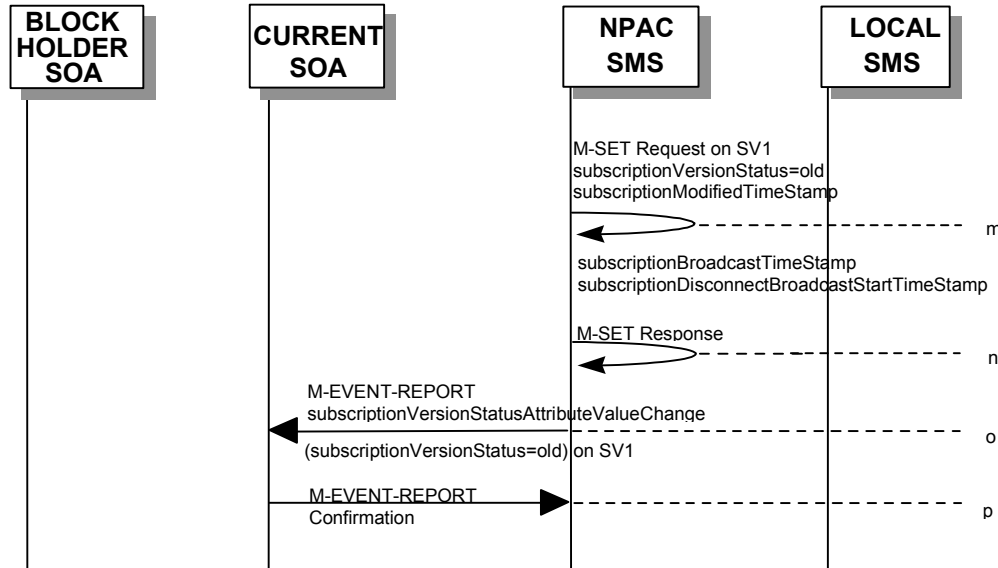 BLOCK
HOLDER
SOA
CURRENT
SOA
NPAC
SMS
LOCAL
SMS
M-SET Request on SV1
subscriptionVersionStatus=old
subscriptionModifiedTimeStamp
m
subscriptionBroadcastTimeStamp
subscriptionDisconnectBroadcastStartTimeStamp
M-SET Response
n
M-EVENT-REPORT
subscriptionVersionStatusAttributeValueChange
o
(subscriptionVersionStatus=old) on SV1
M-EVENT-REPORT
Confirmation
p